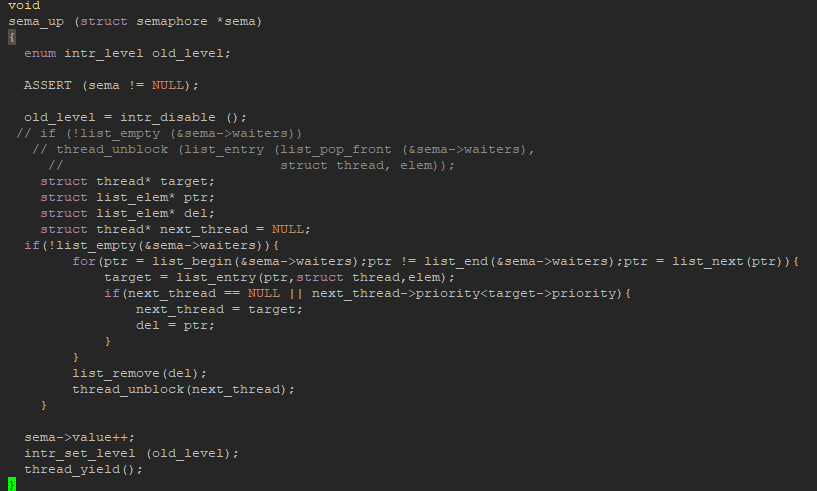 void
sema_up (struct semaphore *sema)
{
  enum intr_level old_level;

  ASSERT (sema != NULL);

  old_level = intr_disable ();
 // if (!list_empty (&sema->waiters))
   // thread_unblock (list_entry (list_pop_front (&sema->waiters),
     //                           struct thread, elem));
    struct thread* target;
    struct list_elem* ptr;
    struct list_elem* del;
    struct thread* next_thread = NULL;
  if(!list_empty(&sema->waiters)){
        for(ptr = list_begin(&sema->waiters);ptr != list_end(&sema->waiters);ptr = list_next(ptr)){
            target = list_entry(ptr,struct thread,elem);
            if(next_thread == NULL || next_thread->priority<target->priority){
                next_thread = target;
                del = ptr;
            }
        }
        list_remove(del);
        thread_unblock(next_thread);
    }

  sema->value++;
  intr_set_level (old_level);
  thread_yield();
}